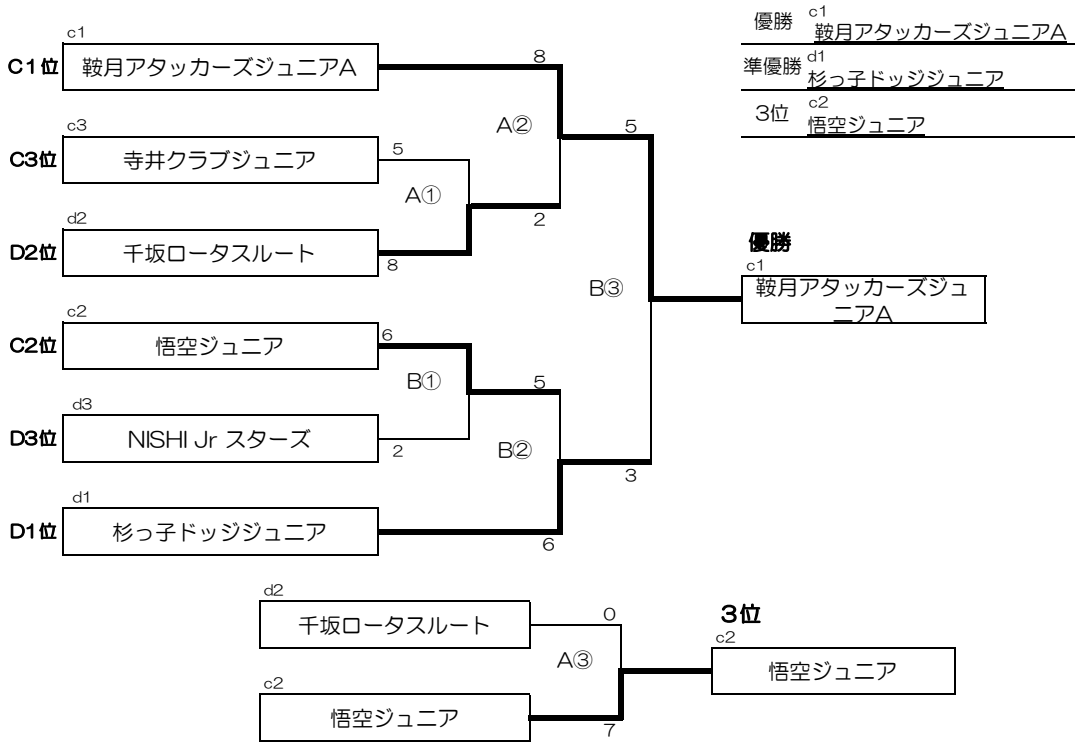 c1
C1位 鞍月アタッカーズジュニアA
8
優勝 c1 鞍月アタッカーズジュニアA
準優勝 d1 杉っ子ドッジジュニア
3位 c2 悟空ジュニア
A②
5
c3
C3位 寺井クラブジュニア
5
A①
d2
D2位 千坂ロータスルート
8
2
B③
優勝
c1
鞍月アタッカーズジュ
ニアA
c2
C2位 悟空ジュニア
6
B①
5
d3
D3位 NISHI Jr スターズ
2
B②
3
d1
D1位 杉っ子ドッジジュニア
6
d2
千坂ロータスルート
0
A③
3位
c2
悟空ジュニア
c2
悟空ジュニア
7